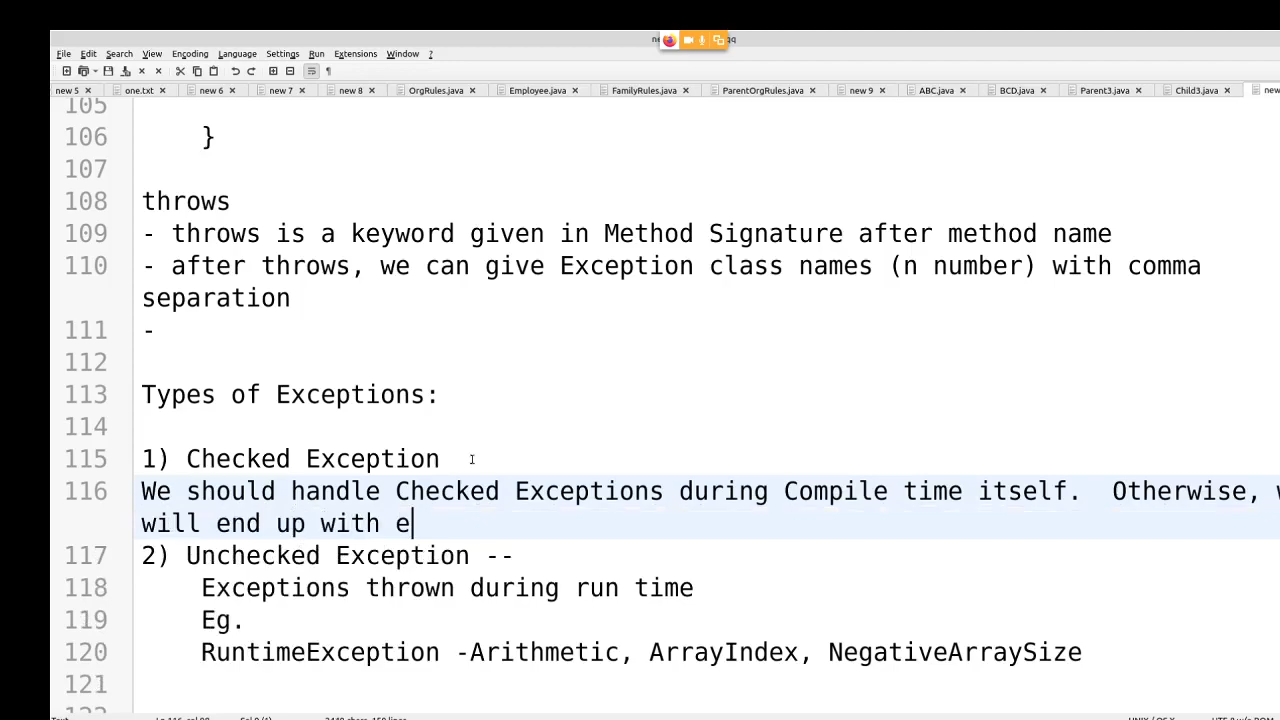 File Edit Search View Encoding Language Settings Run Extensions Window ?
new 5 one.txt new 6 new 7 new 8 OrgRules.java Employee.java FamilyRules.java ParentOrgRules.java new 9 ABC.java BCD.java Parent3.java Child3.java new
105
106 }
107
108 throws
109 - throws is a keyword given in Method Signature after method name
110 - after throws, we can give Exception class names (n number) with comma
separation
111 -
112
113 Types of Exceptions:
114
115 1) Checked Exception
116 We should handle Checked Exceptions during Compile time itself. Otherwise,
will end up with e
117 2) Unchecked Exception --
118 Exceptions thrown during run time
119 Eg.
120 RuntimeException -Arithmetic, ArrayIndex, NegativeArraySize
121